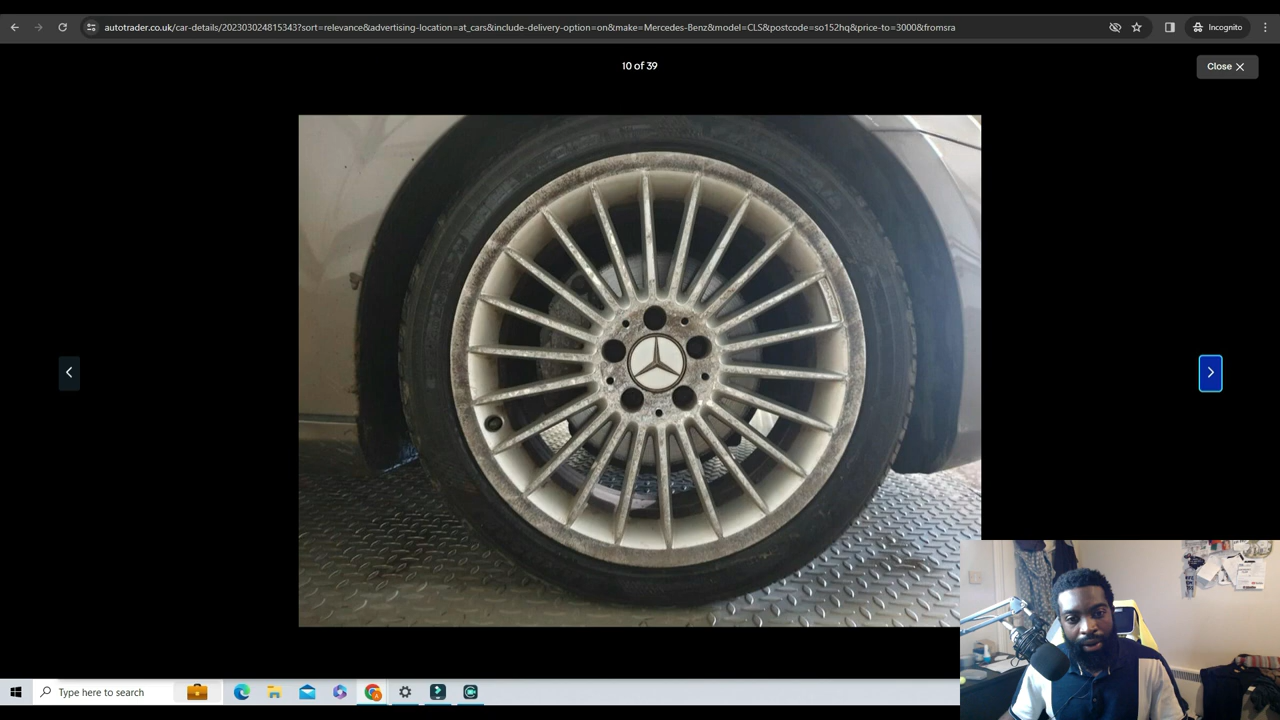 autotrader.co.uk/car-details/202303024815343?sort=relevance&advertising-location=at_cars&include-delivery-option=on&make=Mercedes-Benz&model=CLS&postcode=so152hq&price-to=3000&fromsra
Incognito
10 of 39
Close
Type here to search